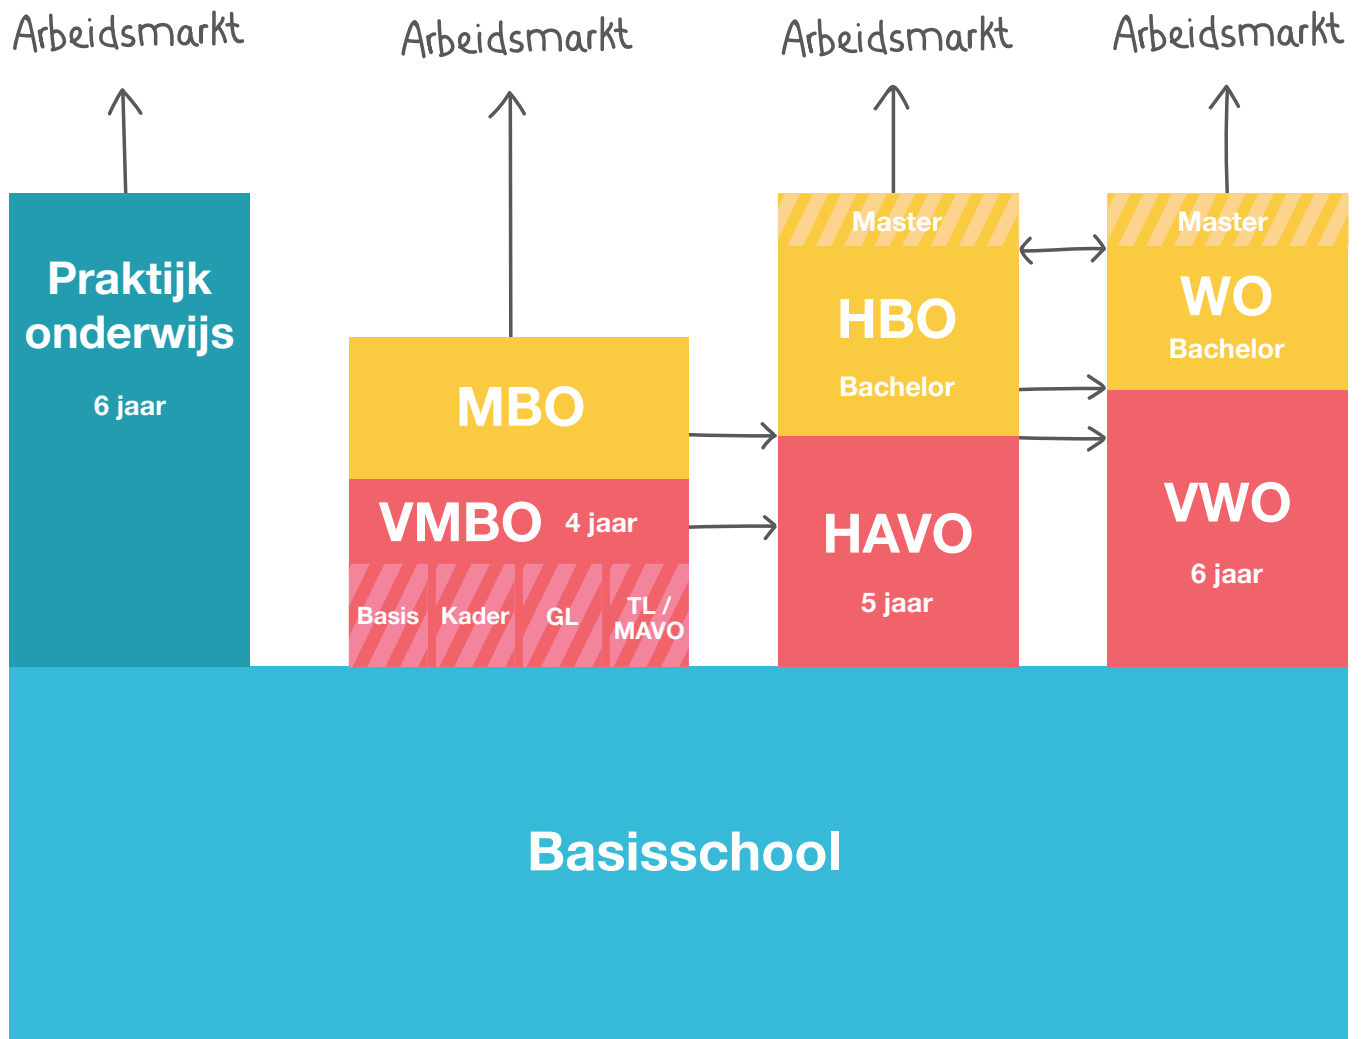 Arbeidsmarkt
Arbeidsmarkt
Arbeidsmarkt
Arbeidsmarkt
Praktijk
onderwijs
6 jaar
MBO
VMBO 4 jaar
Basis
Kader
GL
TL /
MAVO
Master
HBO
Bachelor
HAVO
5 jaar
Master
WO
Bachelor
VWO
6 jaar
Basisschool